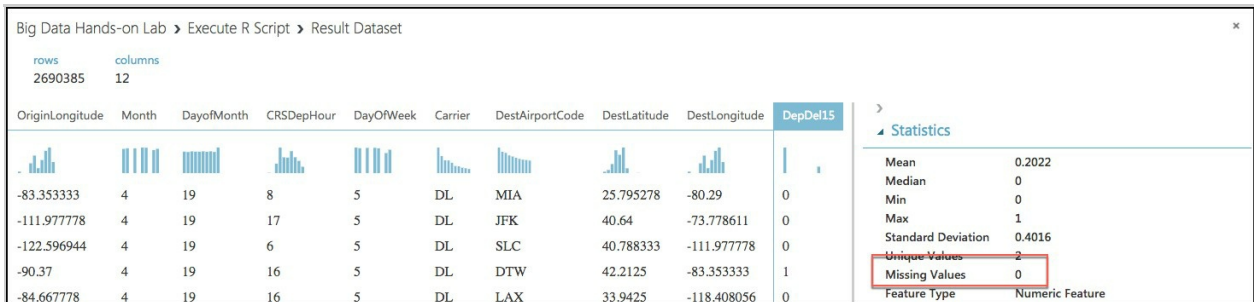 Big Data Hands-on Lab > Execute R Script > Result Dataset ×
rows columns
2690385 12
OriginLongitude Month DayofMonth CRSDepHour DayOfWeek Carrier DestAirportCode DestLatitude DestLongitude DepDel15
-83.353333 4 19 8 5 DL MIA 25.795278 -80.29 0
-111.977778 4 19 17 5 DL JFK 40.64 -73.778611 0
-122.596944 4 19 6 5 DL SLC 40.788333 -111.977778 0
-90.37 4 19 16 5 DL DTW 42.2125 -83.353333 1
-84.667778 4 19 16 5 DL LAX 33.9425 -118.408056 0
>
Statistics
Mean 0.2022
Median 0
Min 0
Max 1
Standard Deviation 0.4016
Unique Values 2
Missing Values 0
Feature Type Numeric Feature